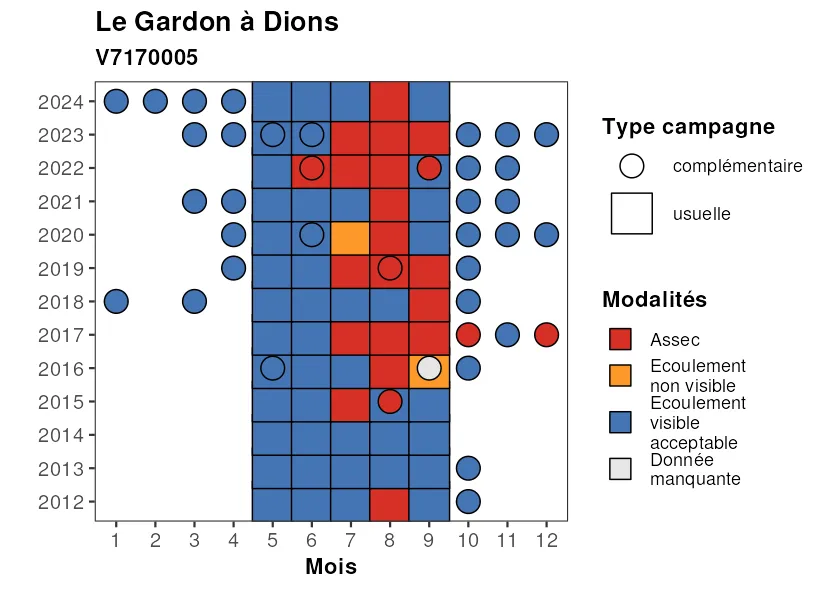 Le Gardon à Dions
V7170005
2024
2023
2022
2021
2020
2019
2018
2017
2016
2015
2014
2013
2012
1 2 3 4 5 6 7 8 9 10 11 12
Mois
Type campagne
complémentaire
usuelle
Modalités
Assec
Ecoulement
non visible
Ecoulement
visible
acceptable
Donnée
manquante